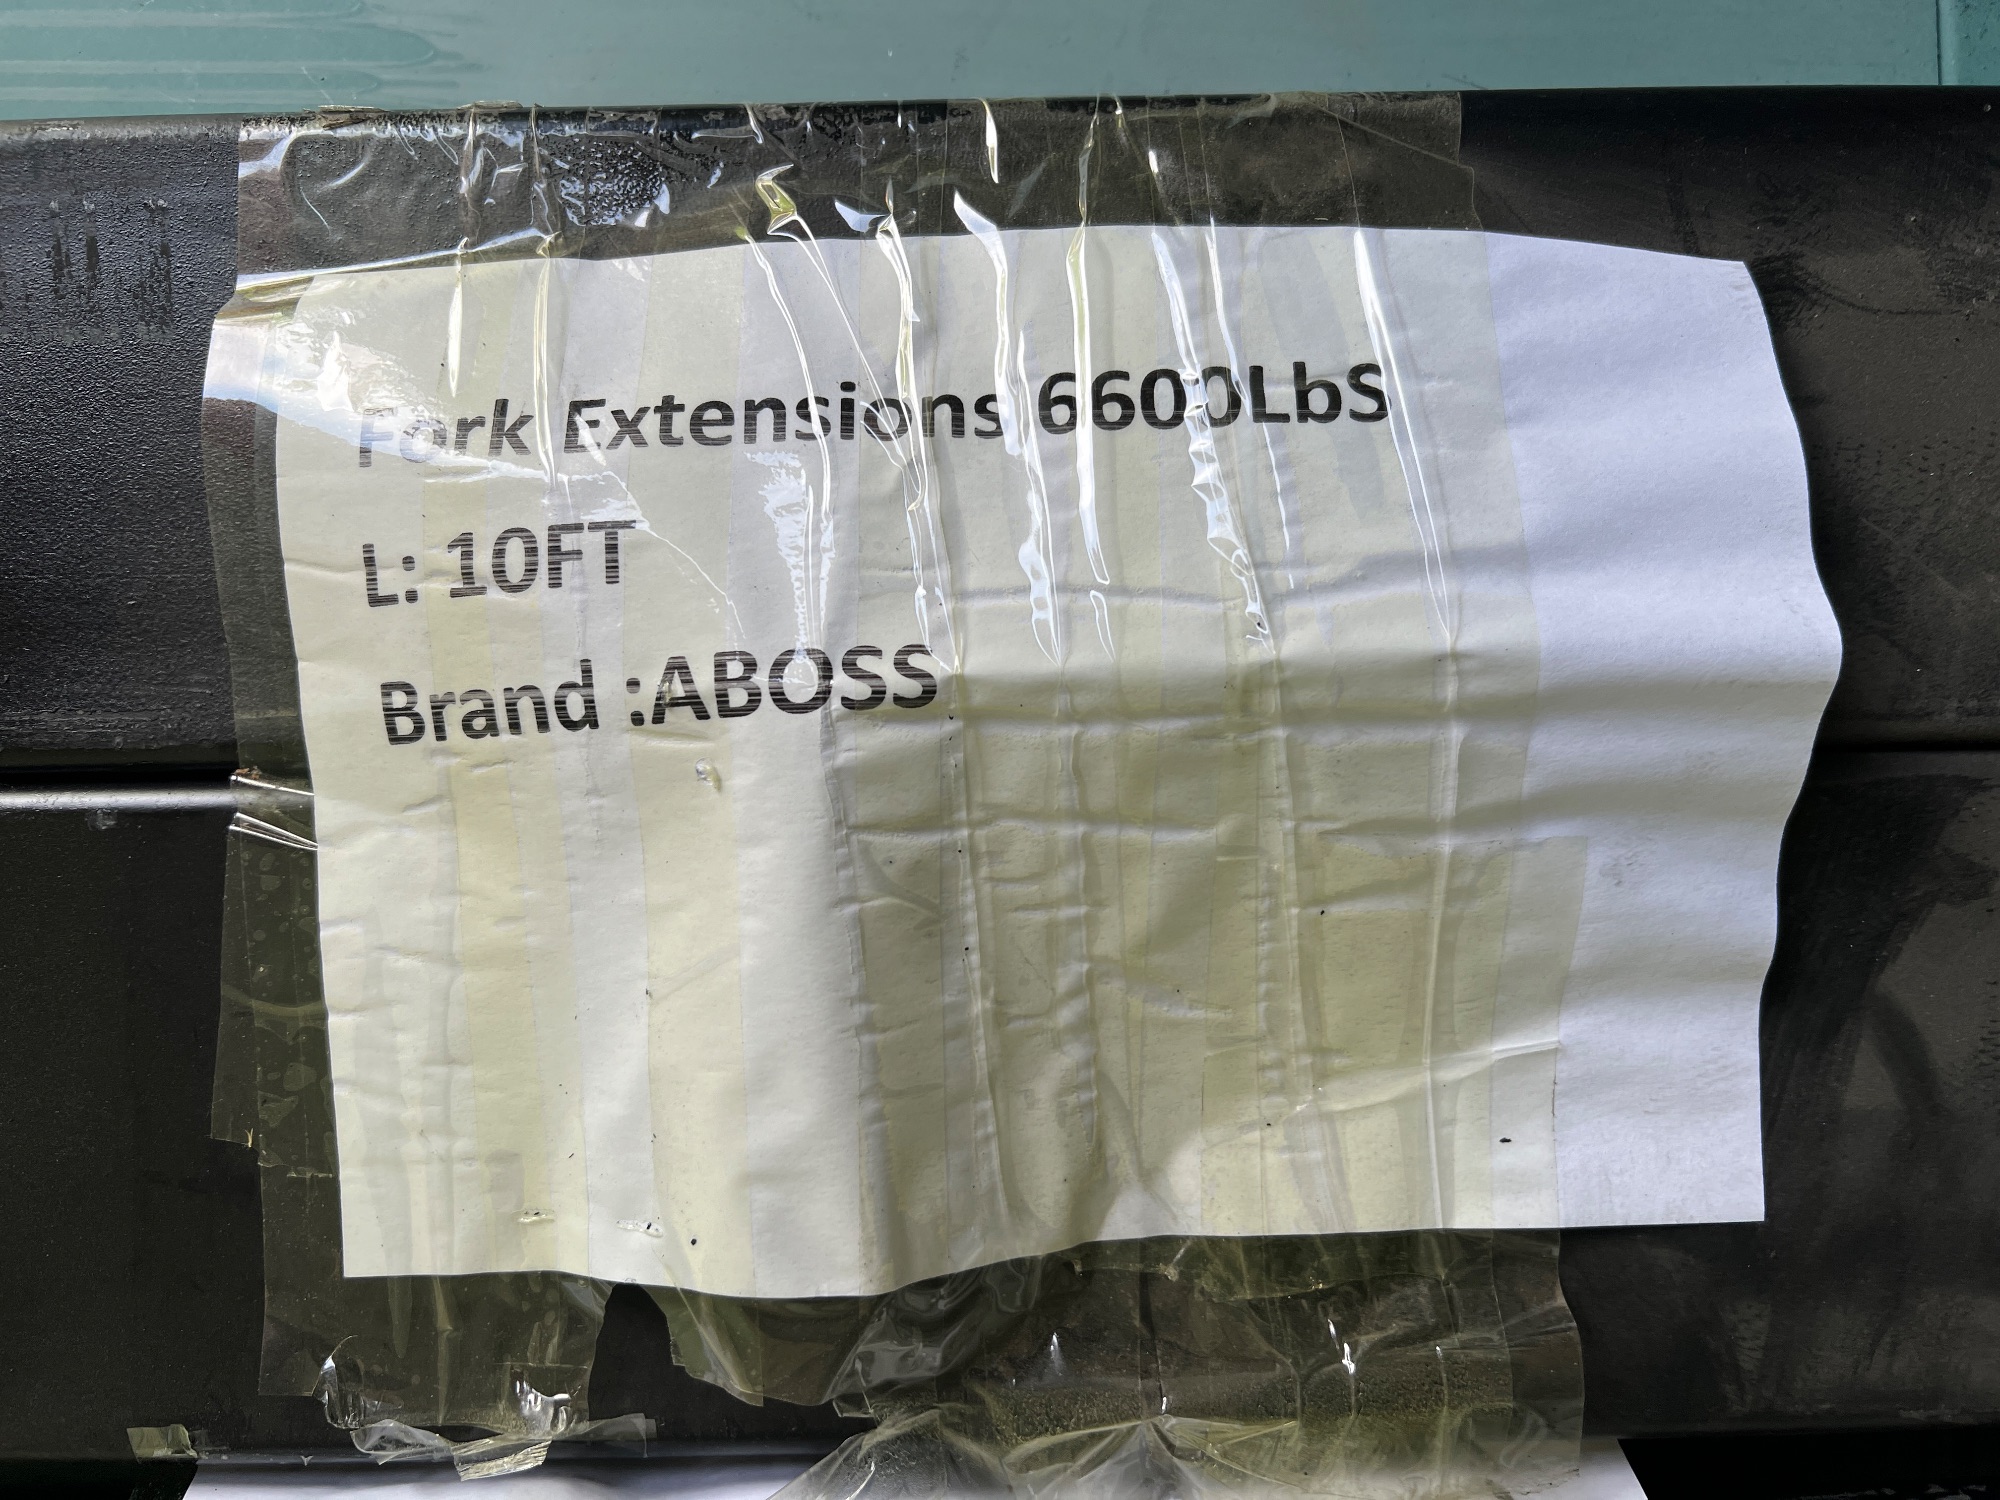 Fork Extensions 6600LbS
L: 10FT
Brand :ABOSS